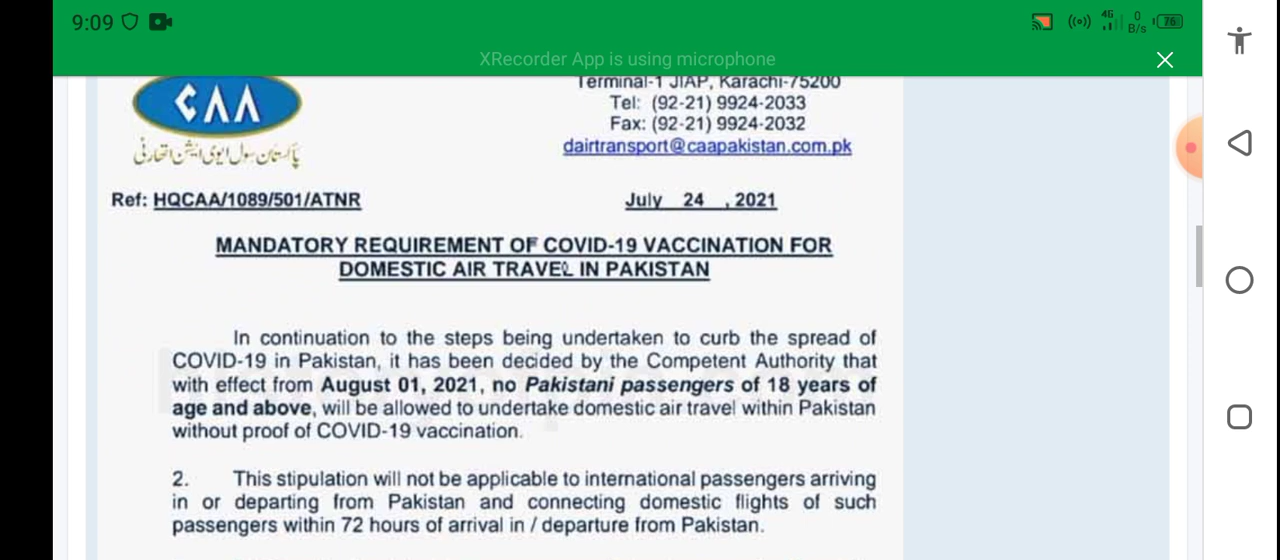 9:09
4G 0 B/s 76
XRecorder App is using microphone
Terminal-1 JIAP, Karachi-75200
CAA
Tel: (92-21) 9924-2033
Fax: (92-21) 9924-2032
dairtransport@caapakistan.com.pk
پاکستان سول ایوی ایشن اتھارٹی
Ref: HQCAA/1089/501/ATNR
July 24 , 2021
MANDATORY REQUIREMENT OF COVID-19 VACCINATION FOR
DOMESTIC AIR TRAVEL IN PAKISTAN
In continuation to the steps being undertaken to curb the spread of
COVID-19 in Pakistan, it has been decided by the Competent Authority that
with effect from August 01, 2021, no Pakistani passengers of 18 years of
age and above, will be allowed to undertake domestic air travel within Pakistan
without proof of COVID-19 vaccination.
2. This stipulation will not be applicable to international passengers arriving
in or departing from Pakistan and connecting domestic flights of such
passengers within 72 hours of arrival in / departure from Pakistan.